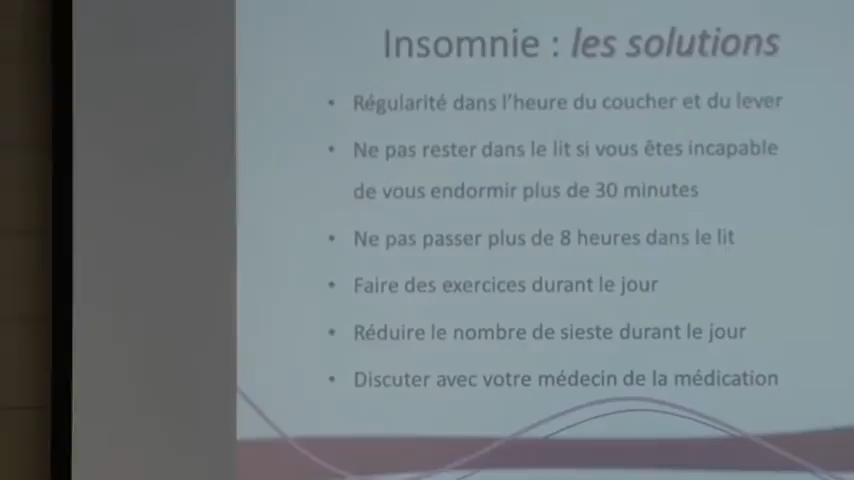 Insomnie : les solutions
• Régularité dans l'heure du coucher et du lever
• Ne pas rester dans le lit si vous êtes incapable
de vous endormir plus de 30 minutes
• Ne pas passer plus de 8 heures dans le lit
• Faire des exercices durant le jour
• Réduire le nombre de sieste durant le jour
• Discuter avec votre médecin de la médication